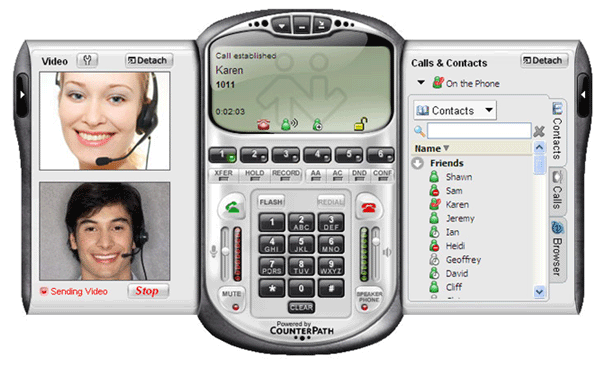 Video
Detach
Sending Video
Stop
Call established
Karen
1011
0:02:03
1 2 3 4 5 6
XFER HOLD RECORD AA AC DND CONF
FLASH
REDIAL
1
2 ABC
3 DEF
4 GHI
5 JKL
6 MNO
7 PQRS
8 TUV
9 WXYZ
*
0
#
MUTE
CLEAR
SPEAKER PHONE
Powered by
COUNTERPATH
Calls & Contacts
Detach
On the Phone
Contacts
Name
Friends
Shawn
Sam
Karen
Jeremy
Ian
Heidi
Geoffrey
David
Cliff
Contacts
Calls
Browser